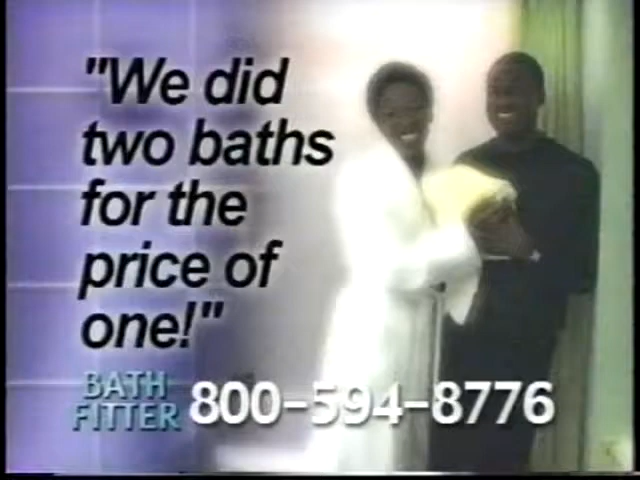 "We did
two baths
for the
price of
one!"
BATH
FITTER
800-594-8776